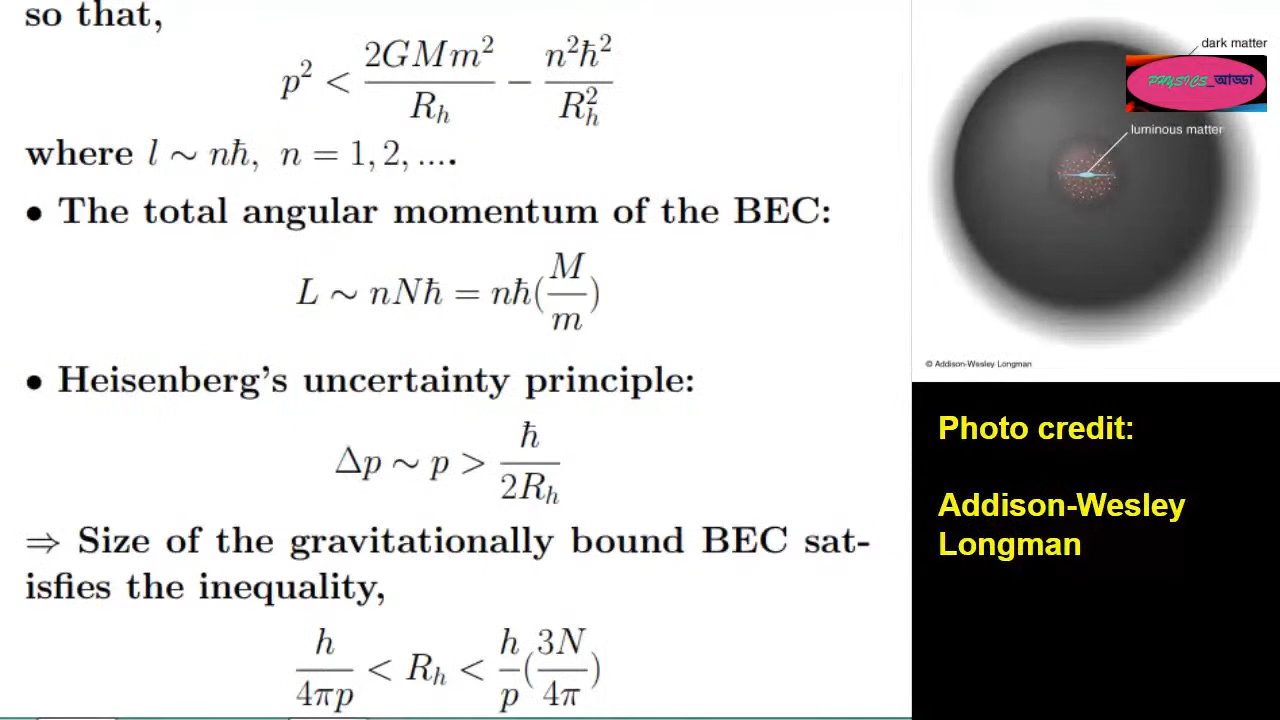 so that,
p² < 2GMm²/R_h − n²ħ²/R_h²
where l ∼ nħ, n = 1, 2, ....
• The total angular momentum of the BEC:
L ∼ nNħ = nħ(M/m)
• Heisenberg's uncertainty principle:
Δp ∼ p > ħ/2R_h
⇒ Size of the gravitationally bound BEC sat-
isfies the inequality,
h/4πp < R_h < h/p(3N/4π)
dark matter
PHYSICS_আড্ডা
luminous matter
© Addison-Wesley Longman
Photo credit:
Addison-Wesley
Longman